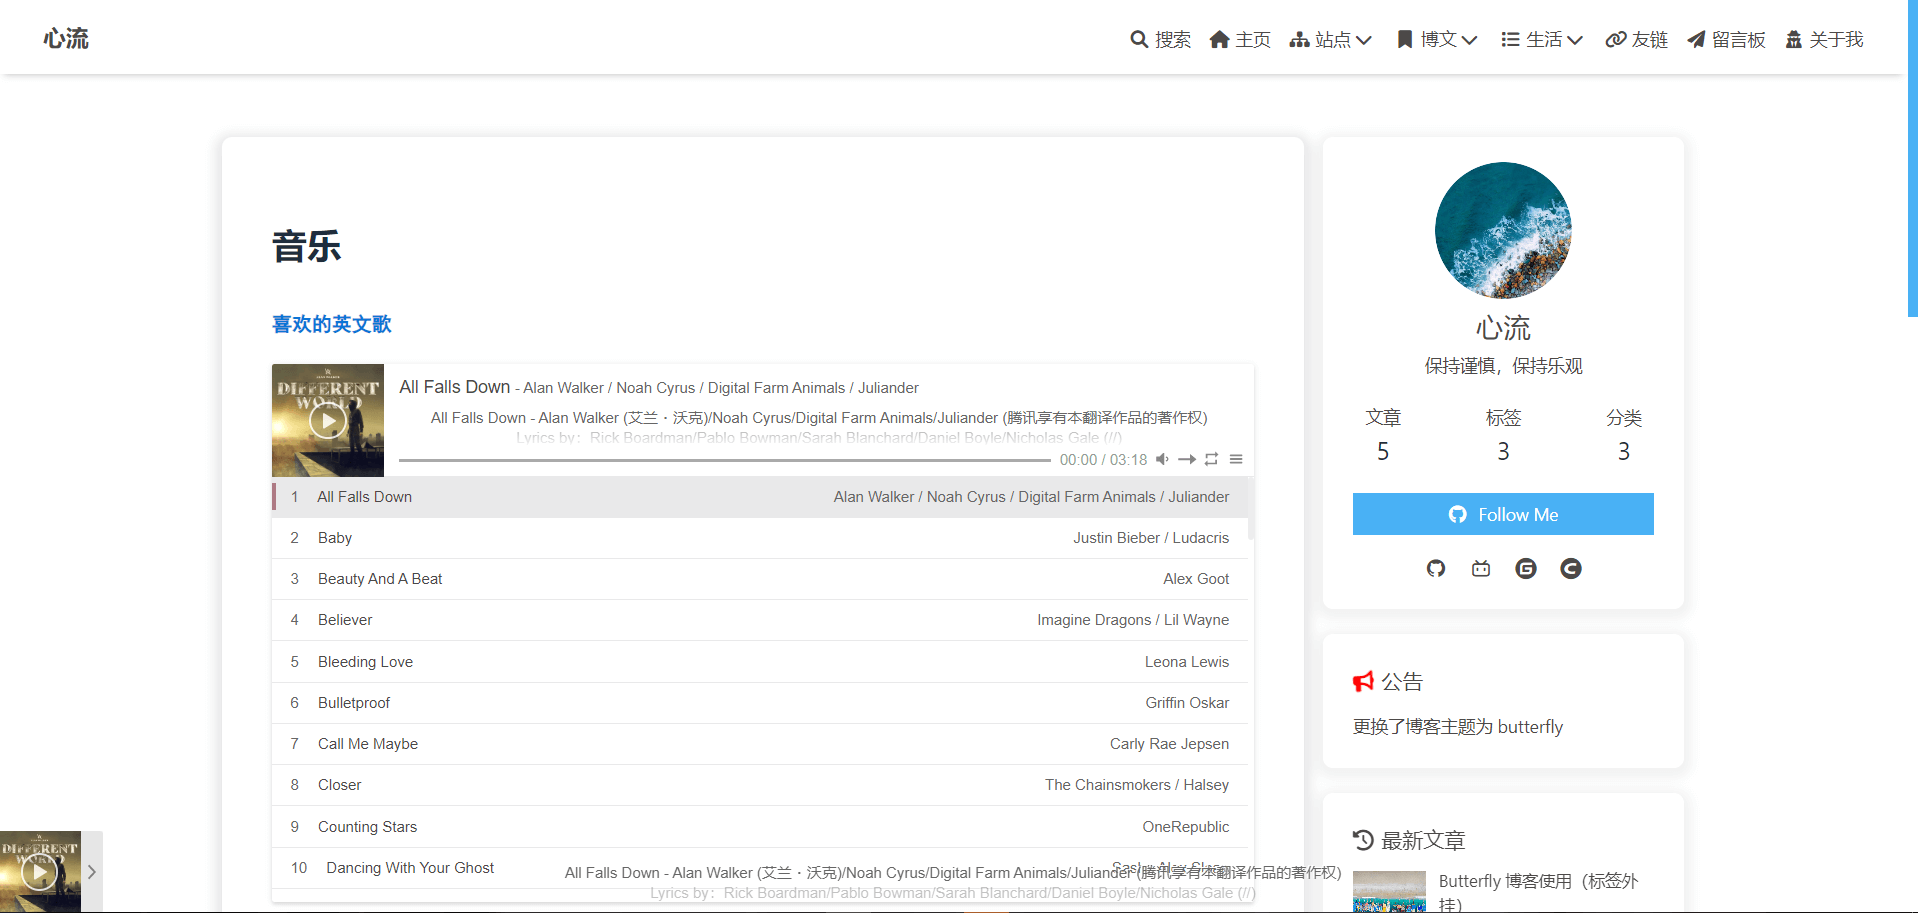 心流
搜索 主页 站点 博文 生活 友链 留言板 关于我
音乐
喜欢的英文歌
DIFFERENT WORLD
All Falls Down - Alan Walker / Noah Cyrus / Digital Farm Animals / Juliander
All Falls Down - Alan Walker (艾兰·沃克)/Noah Cyrus/Digital Farm Animals/Juliander (腾讯享有本翻译作品的著作权)
Lyrics by：Rick Boardman/Pablo Bowman/Sarah Blanchard/Daniel Boyle/Nicholas Gale (//)
00:00 / 03:18
1 All Falls Down Alan Walker / Noah Cyrus / Digital Farm Animals / Juliander
2 Baby Justin Bieber / Ludacris
3 Beauty And A Beat Alex Goot
4 Believer Imagine Dragons / Lil Wayne
5 Bleeding Love Leona Lewis
6 Bulletproof Griffin Oskar
7 Call Me Maybe Carly Rae Jepsen
8 Closer The Chainsmokers / Halsey
9 Counting Stars OneRepublic
10 Dancing With Your Ghost
All Falls Down - Alan Walker (艾兰·沃克)/Noah Cyrus/Digital Farm Animals/Juliander (腾讯享有本翻译作品的著作权)
Lyrics by：Rick Boardman/Pablo Bowman/Sarah Blanchard/Daniel Boyle/Nicholas Gale (//)
DIFFERENT WORLD
心流
保持谨慎，保持乐观
文章 标签 分类
5 3 3
Follow Me
公告
更换了博客主题为 butterfly
最新文章
Butterfly 博客使用（标签外
挂）